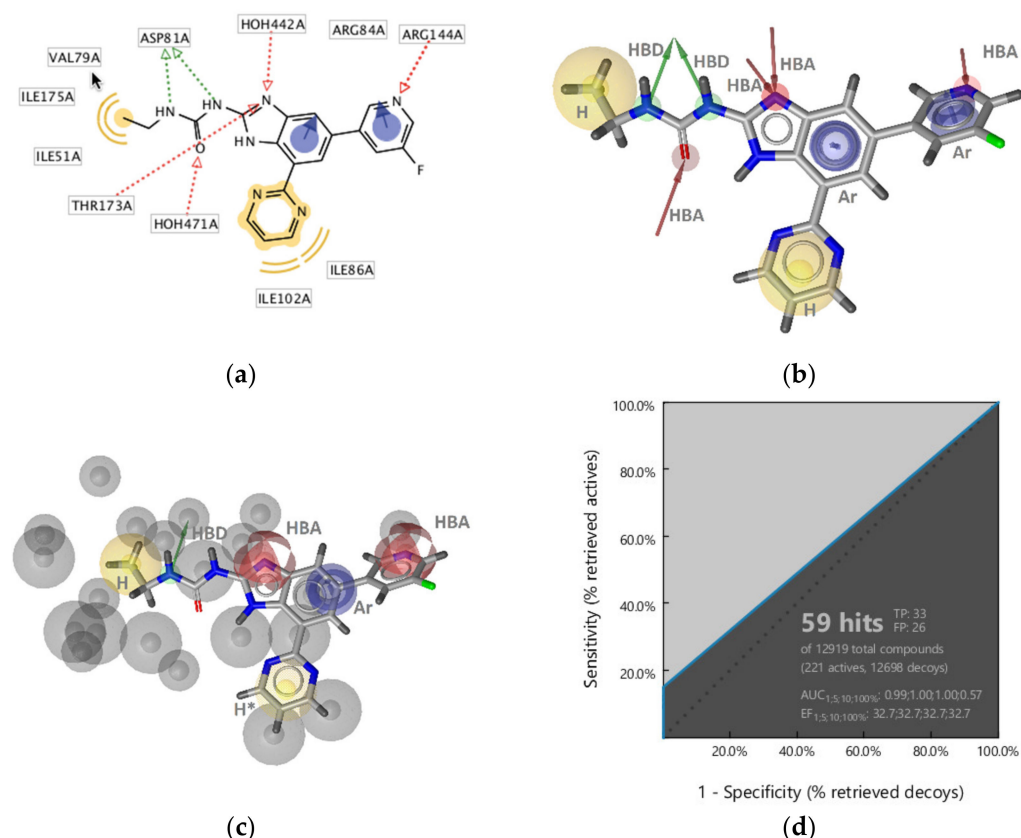 HOH442A
ARG84A
ARG144A
ASP81A
VAL79A
ILE175A
ILE51A
NH
NH
N
N
HN
O
F
N
N
THR173A
HOH471A
ILE86A
ILE102A
(a)
HBD
HBD
HBA
HBA
HBA
H
Ar
Ar
HBA
H
(b)
HBD
HBA
HBA
H
Ar
H*
(c)
100.0%
80.0%
60.0%
40.0%
20.0%
Sensitivity (% retrieved actives)
59 hits
TP: 33
FP: 26
of 12919 total compounds
(221 actives, 12698 decoys)
AUC1;5;10;100%: 0.99;1.00;1.00;0.57
EF1;5;10;100%: 32.7;32.7;32.7;32.7
20.0% 40.0% 60.0% 80.0% 100.0%
1 - Specificity (% retrieved decoys)
(d)